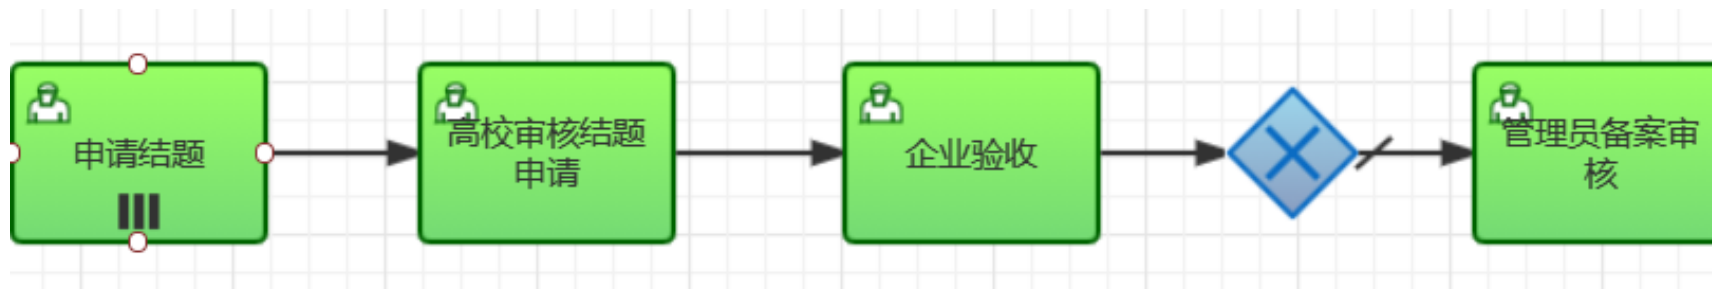 申请结题
高校审核结题
申请
企业验收
管理员备案审
核